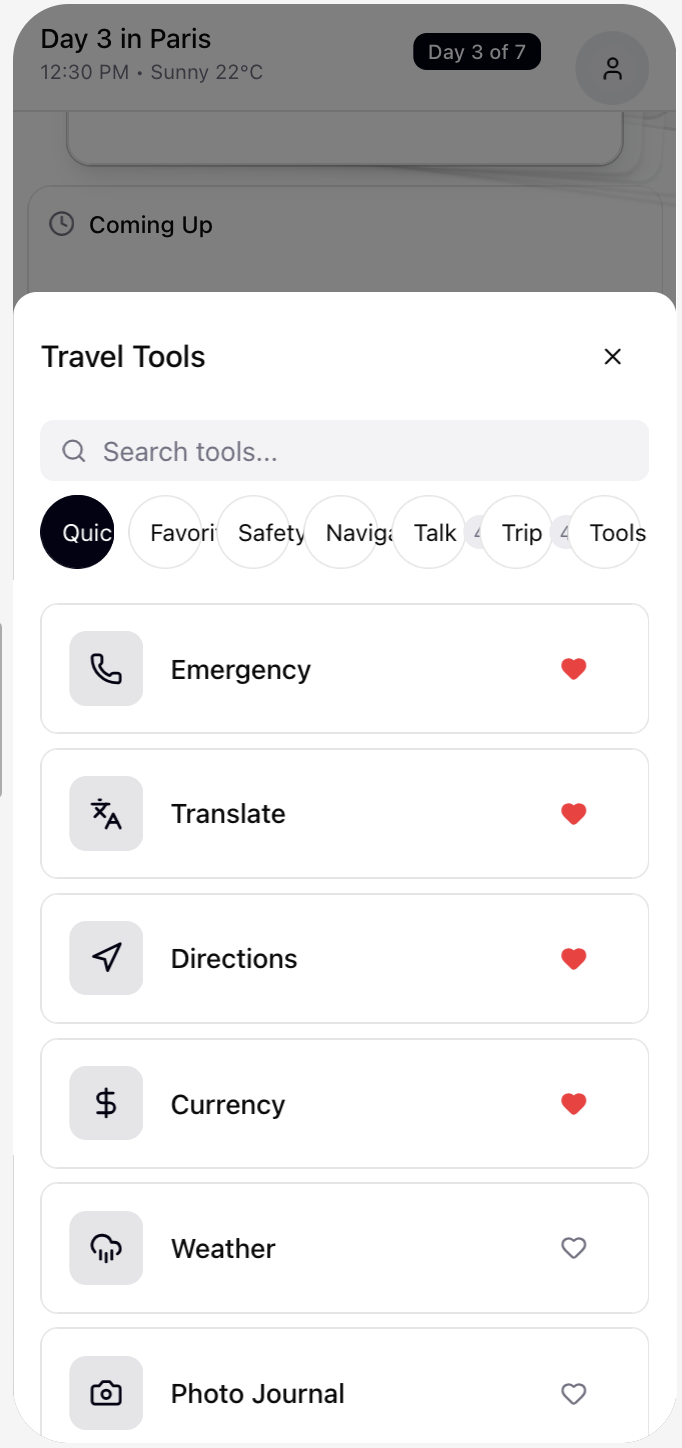 Day 3 in Paris
12:30 PM • Sunny 22°C
Day 3 of 7
Coming Up
Travel Tools
Search tools...
Quic Favorit Safety Naviga Talk 4 Trip 4 Tools
Emergency
Translate
Directions
Currency
Weather
Photo Journal